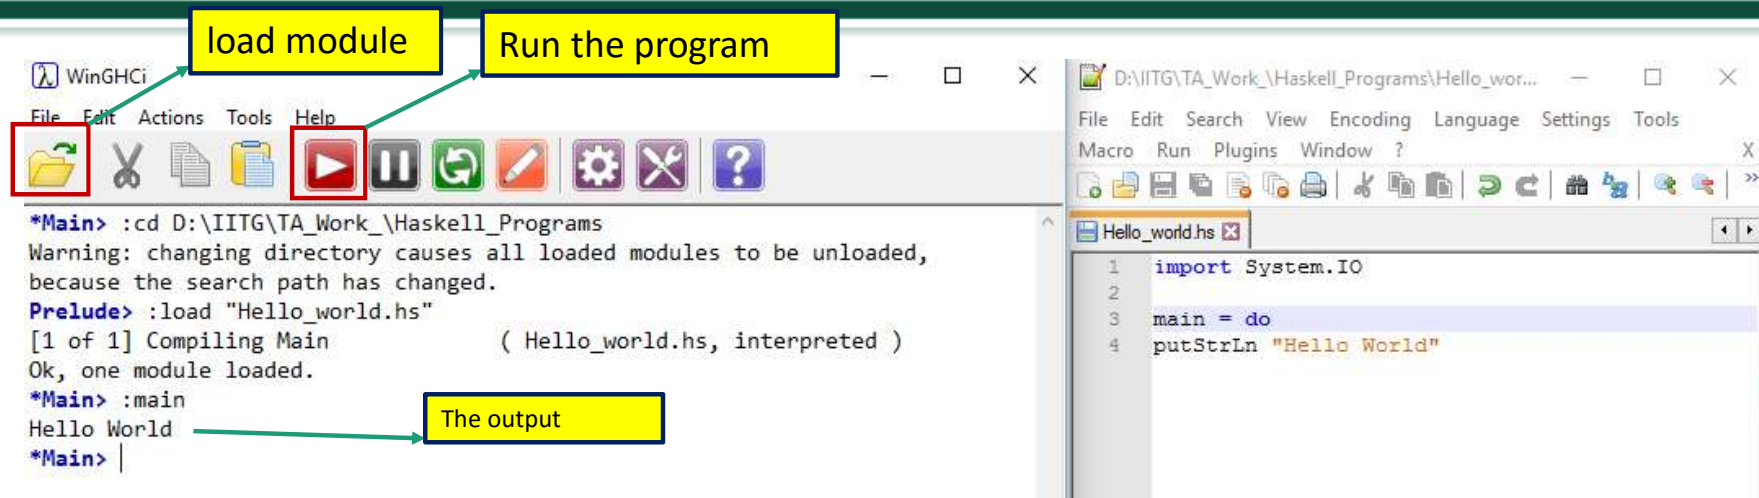 load module
Run the program
WinGHCi
File Edit Actions Tools Help
*Main> :cd D:\IITG\TA_Work_\Haskell_Programs
Warning: changing directory causes all loaded modules to be unloaded,
because the search path has changed.
Prelude> :load "Hello_world.hs"
[1 of 1] Compiling Main ( Hello_world.hs, interpreted )
Ok, one module loaded.
*Main> :main
Hello World
*Main>
The output
D:\IITG\TA_Work_\Haskell_Programs\Hello_wor...
File Edit Search View Encoding Language Settings Tools
Macro Run Plugins Window ? X
Hello_world.hs
1 import System.IO
2
3 main = do
4 putStrLn "Hello World"